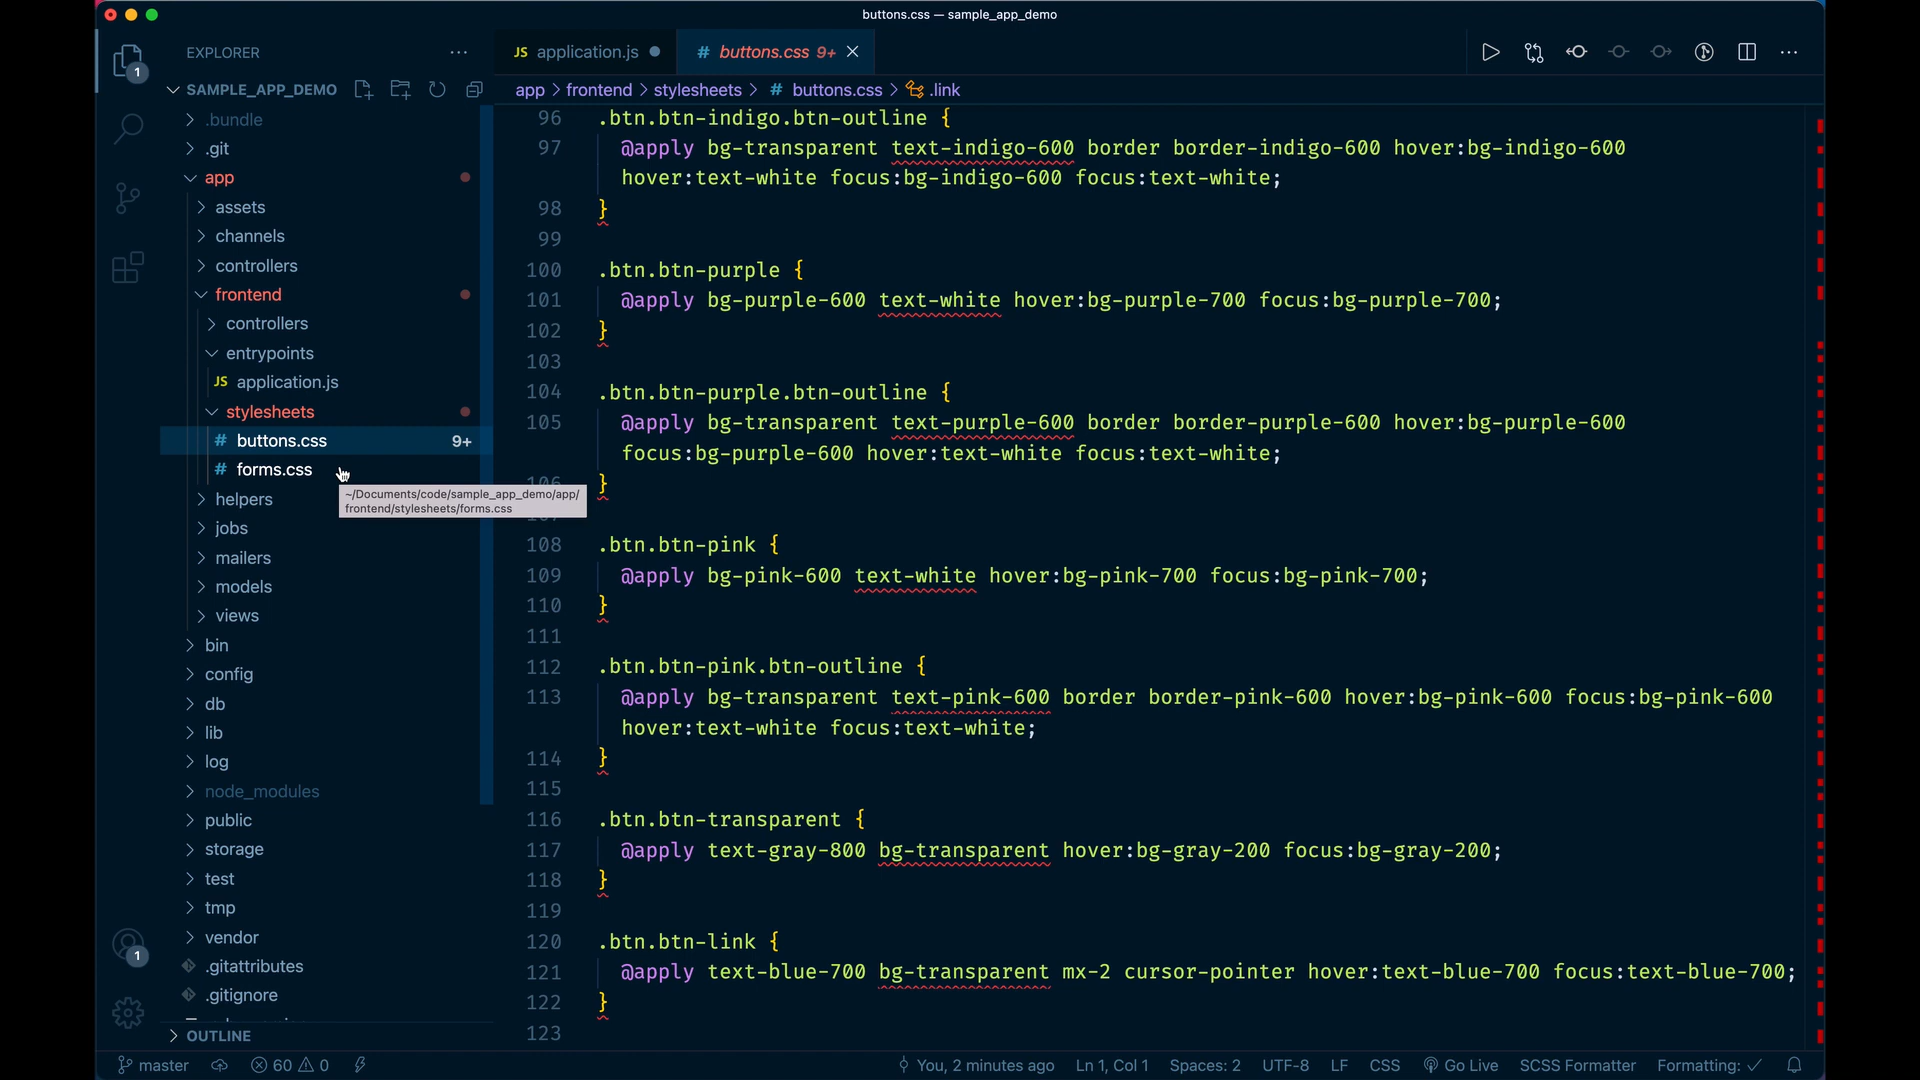 buttons.css — sample_app_demo
EXPLORER
JS application.js
# buttons.css 9+
1
SAMPLE_APP_DEMO
app > frontend > stylesheets > # buttons.css > .link
.bundle
.git
app
assets
channels
controllers
frontend
controllers
entrypoints
JS application.js
stylesheets
# buttons.css 9+
# forms.css
~/Documents/code/sample_app_demo/app/
frontend/stylesheets/forms.css
helpers
jobs
mailers
models
views
bin
config
db
lib
log
node_modules
public
storage
test
tmp
vendor
1
.gitattributes
.gitignore
OUTLINE
96 .btn.btn-indigo.btn-outline {
97 @apply bg-transparent text-indigo-600 border border-indigo-600 hover:bg-indigo-600
hover:text-white focus:bg-indigo-600 focus:text-white;
98 }
99
100 .btn.btn-purple {
101 @apply bg-purple-600 text-white hover:bg-purple-700 focus:bg-purple-700;
102 }
103
104 .btn.btn-purple.btn-outline {
105 @apply bg-transparent text-purple-600 border border-purple-600 hover:bg-purple-600
focus:bg-purple-600 hover:text-white focus:text-white;
106 }
108 .btn.btn-pink {
109 @apply bg-pink-600 text-white hover:bg-pink-700 focus:bg-pink-700;
110 }
111
112 .btn.btn-pink.btn-outline {
113 @apply bg-transparent text-pink-600 border border-pink-600 hover:bg-pink-600 focus:bg-pink-600
hover:text-white focus:text-white;
114 }
115
116 .btn.btn-transparent {
117 @apply text-gray-800 bg-transparent hover:bg-gray-200 focus:bg-gray-200;
118 }
119
120 .btn.btn-link {
121 @apply text-blue-700 bg-transparent mx-2 cursor-pointer hover:text-blue-700 focus:text-blue-700;
122 }
123
master 60 0 You, 2 minutes ago Ln 1, Col 1 Spaces: 2 UTF-8 LF CSS Go Live SCSS Formatter Formatting: ✓